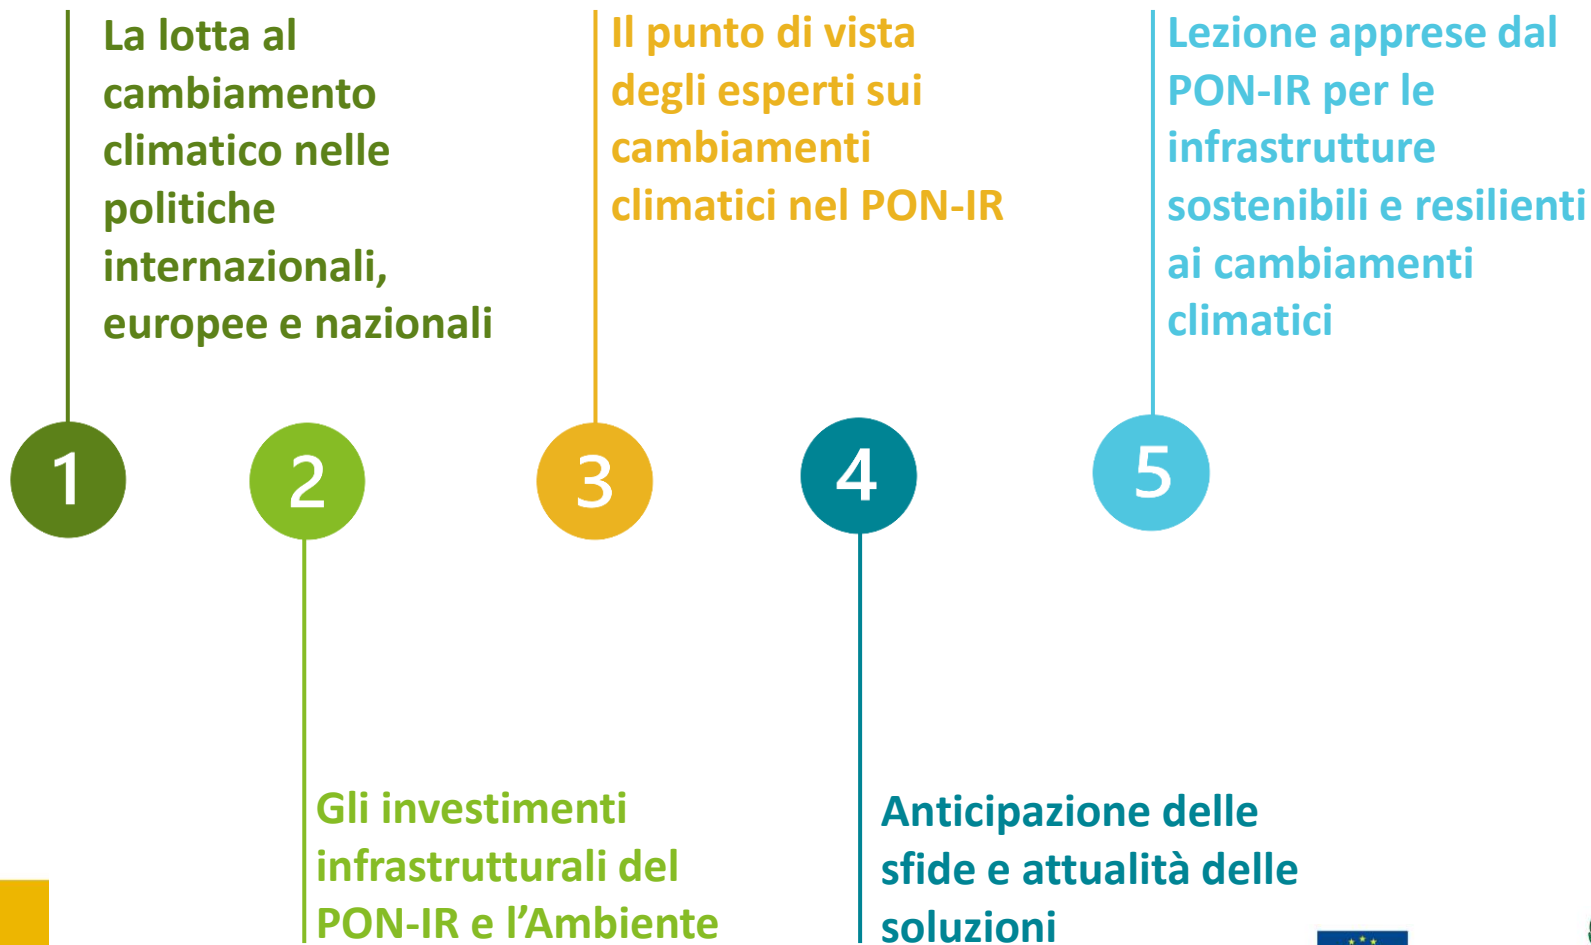 La lotta al
cambiamento
climatico nelle
politiche
internazionali,
europee e nazionali
Il punto di vista
degli esperti sui
cambiamenti
climatici nel PON-IR
Lezione apprese dal
PON-IR per le
infrastrutture
sostenibili e resilienti
ai cambiamenti
climatici
1
2
3
4
5
Gli investimenti
infrastrutturali del
PON-IR e l’Ambiente
Anticipazione delle
sfide e attualità delle
soluzioni